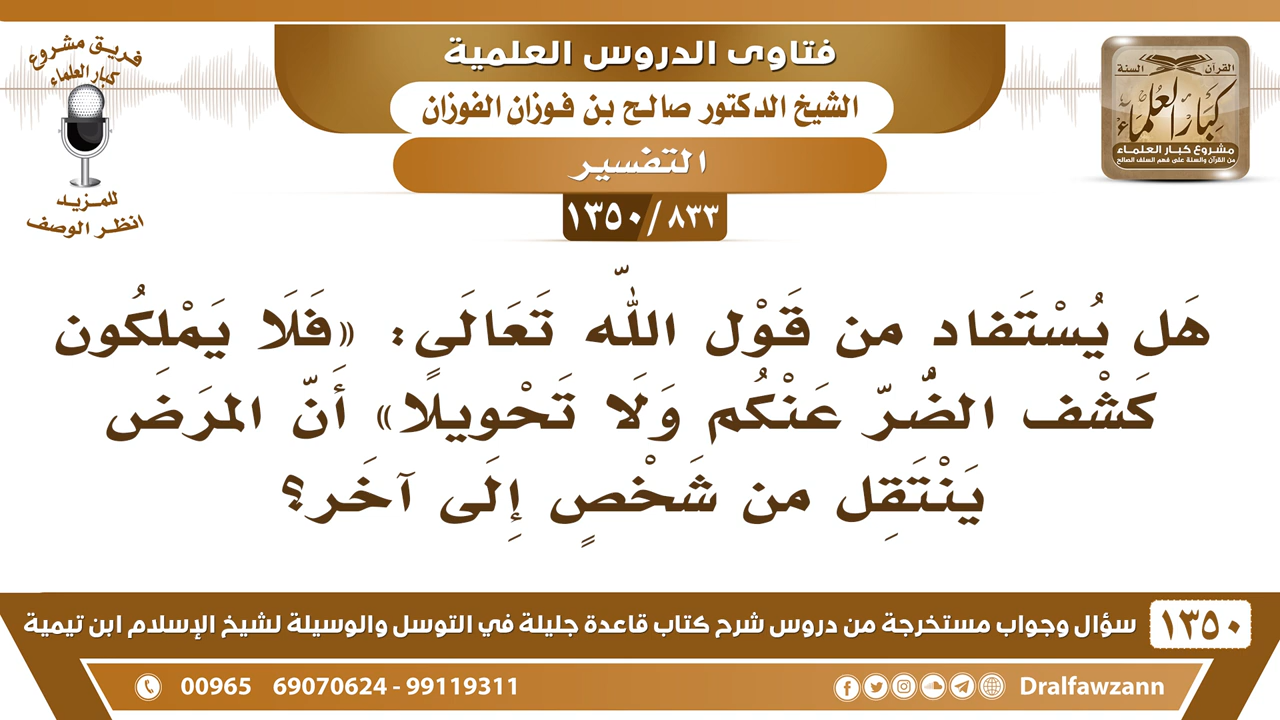 فريق مشروع
كبار العلماء
للمزيد
انظر الوصف
فتاوى الدروس العلمية
الشيخ الدكتور صالح بن فوزان الفوزان
التفسير
٨٣٣/١٣٥٠
القرآن السنة
كبار العلماء
مشروع كبار العلماء
من القرآن والسنة على فهم السلف الصالح
هَل يُسْتَفاد من قَوْل اللّه تَعَالَىٍ: «فَلَا يَمْلِكُون
كَشْف الضُّرّ عَنْكُم وَلَا تَحْويلًا» أَنّ المَرَضَ
يَنْتَقِل من شَخْصٍ إِلَى آخَر؟
١٣٥٠ سؤال وجواب مستخرجة من دروس شرح كتاب قاعدة جليلة في التوسل والوسيلة لشيخ الإسلام ابن تيمية
00965 69070624 - 99119311
Dralfawzann